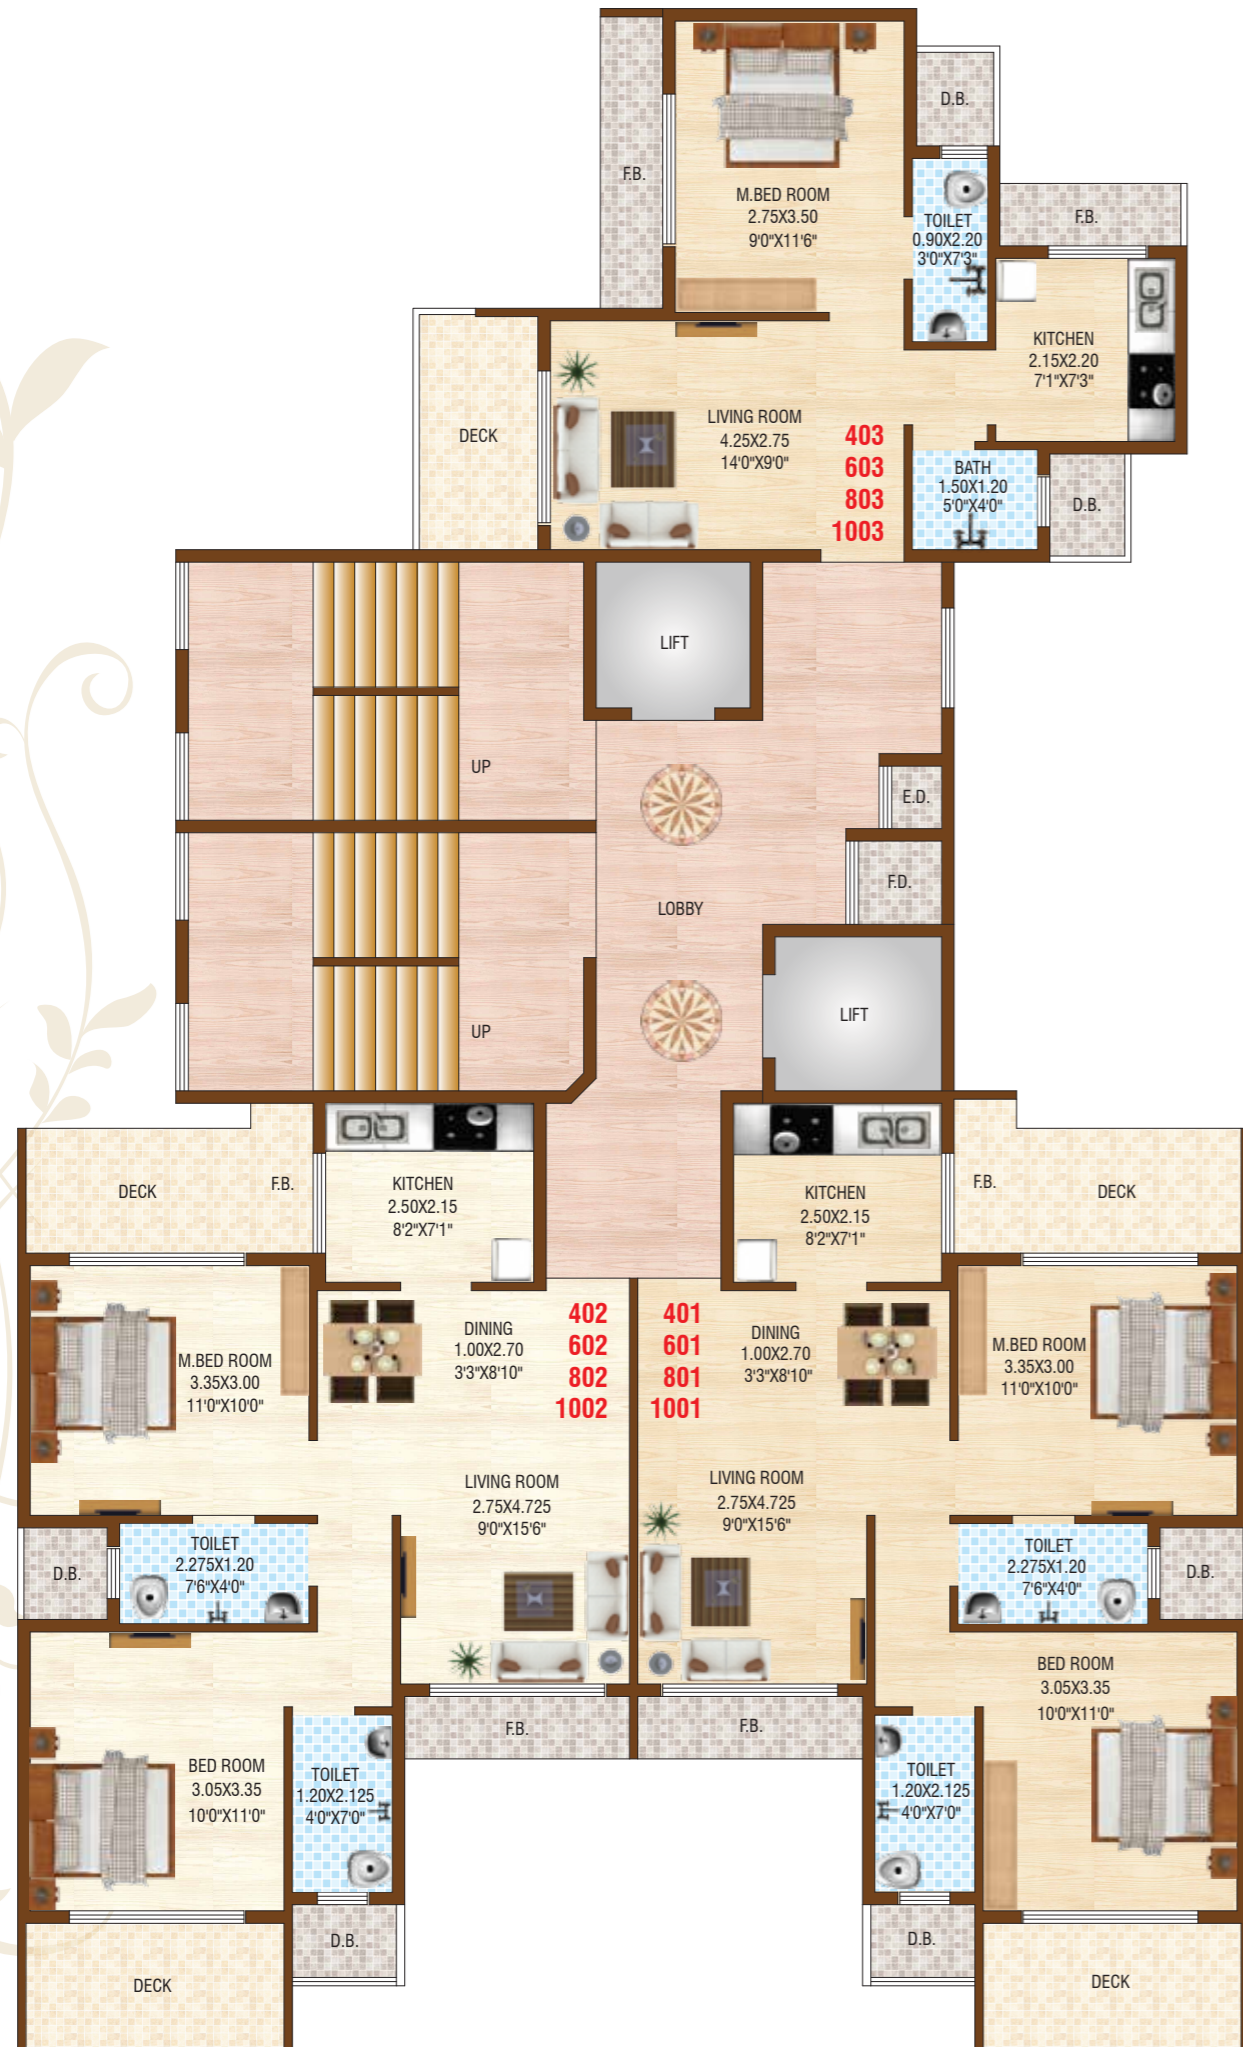 D.B.
F.B.
M.BED ROOM
2.75X3.50
9'0"X11'6"
TOILET
0.90X2.20
3'0"X7'3"
F.B.
KITCHEN
2.15X2.20
7'1"X7'3"
DECK
LIVING ROOM
4.25X2.75
14'0"X9'0"
403
603
803
1003
BATH
1.50X1.20
5'0"X4'0"
D.B.
LIFT
UP
E.D.
F.D.
LOBBY
LIFT
UP
DECK
F.B.
KITCHEN
2.50X2.15
8'2"X7'1"
KITCHEN
2.50X2.15
8'2"X7'1"
F.B.
DECK
M.BED ROOM
3.35X3.00
11'0"X10'0"
DINING
1.00X2.70
3'3"X8'10"
402
602
802
1002
401
601
801
1001
DINING
1.00X2.70
3'3"X8'10"
M.BED ROOM
3.35X3.00
11'0"X10'0"
LIVING ROOM
2.75X4.725
9'0"X15'6"
LIVING ROOM
2.75X4.725
9'0"X15'6"
D.B.
TOILET
2.275X1.20
7'6"X4'0"
TOILET
2.275X1.20
7'6"X4'0"
D.B.
BED ROOM
3.05X3.35
10'0"X11'0"
F.B.
F.B.
BED ROOM
3.05X3.35
10'0"X11'0"
TOILET
1.20X2.125
4'0"X7'0"
TOILET
1.20X2.125
4'0"X7'0"
D.B.
D.B.
DECK
DECK